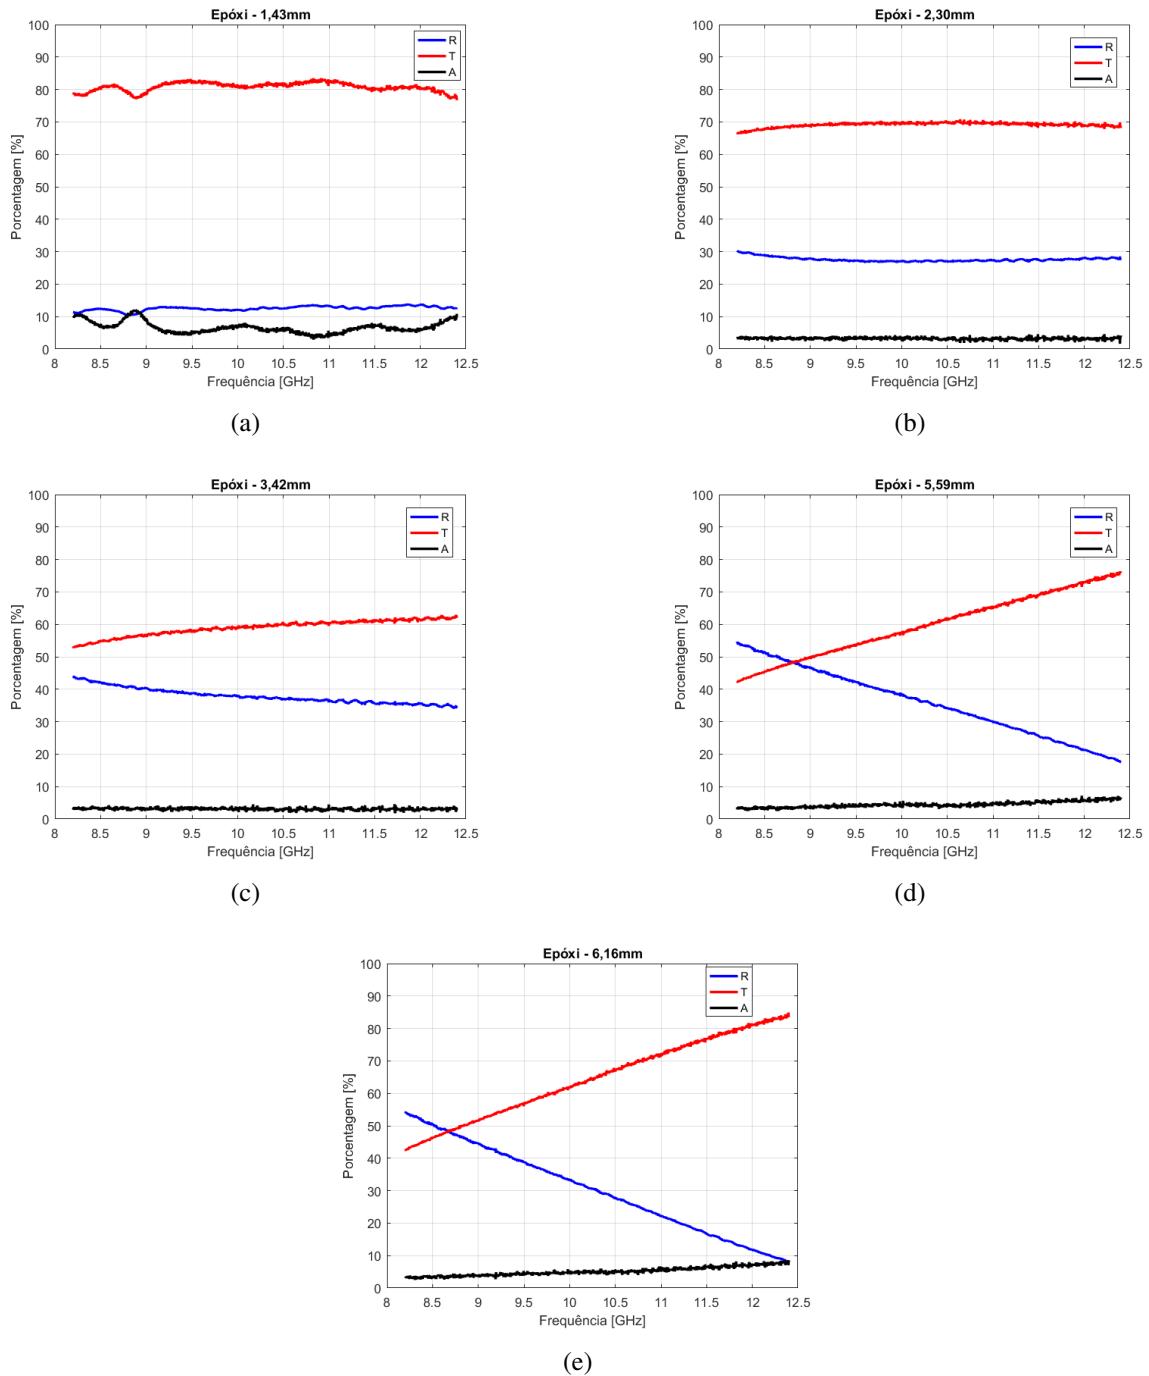 Epóxi - 1,43mm
100
90
80
70
60
50
40
30
20
10
0
Porcentagem [%]
R
T
A
8 8.5 9 9.5 10 10.5 11 11.5 12 12.5
Frequência [GHz]
(a)
Epóxi - 2,30mm
100
90
80
70
60
50
40
30
20
10
0
Porcentagem [%]
R
T
A
8 8.5 9 9.5 10 10.5 11 11.5 12 12.5
Frequência [GHz]
(b)
Epóxi - 3,42mm
100
90
80
70
60
50
40
30
20
10
0
Porcentagem [%]
R
T
A
8 8.5 9 9.5 10 10.5 11 11.5 12 12.5
Frequência [GHz]
(c)
Epóxi - 5,59mm
100
90
80
70
60
50
40
30
20
10
0
Porcentagem [%]
R
T
A
8 8.5 9 9.5 10 10.5 11 11.5 12 12.5
Frequência [GHz]
(d)
Epóxi - 6,16mm
100
90
80
70
60
50
40
30
20
10
0
Porcentagem [%]
R
T
A
8 8.5 9 9.5 10 10.5 11 11.5 12 12.5
Frequência [GHz]
(e)